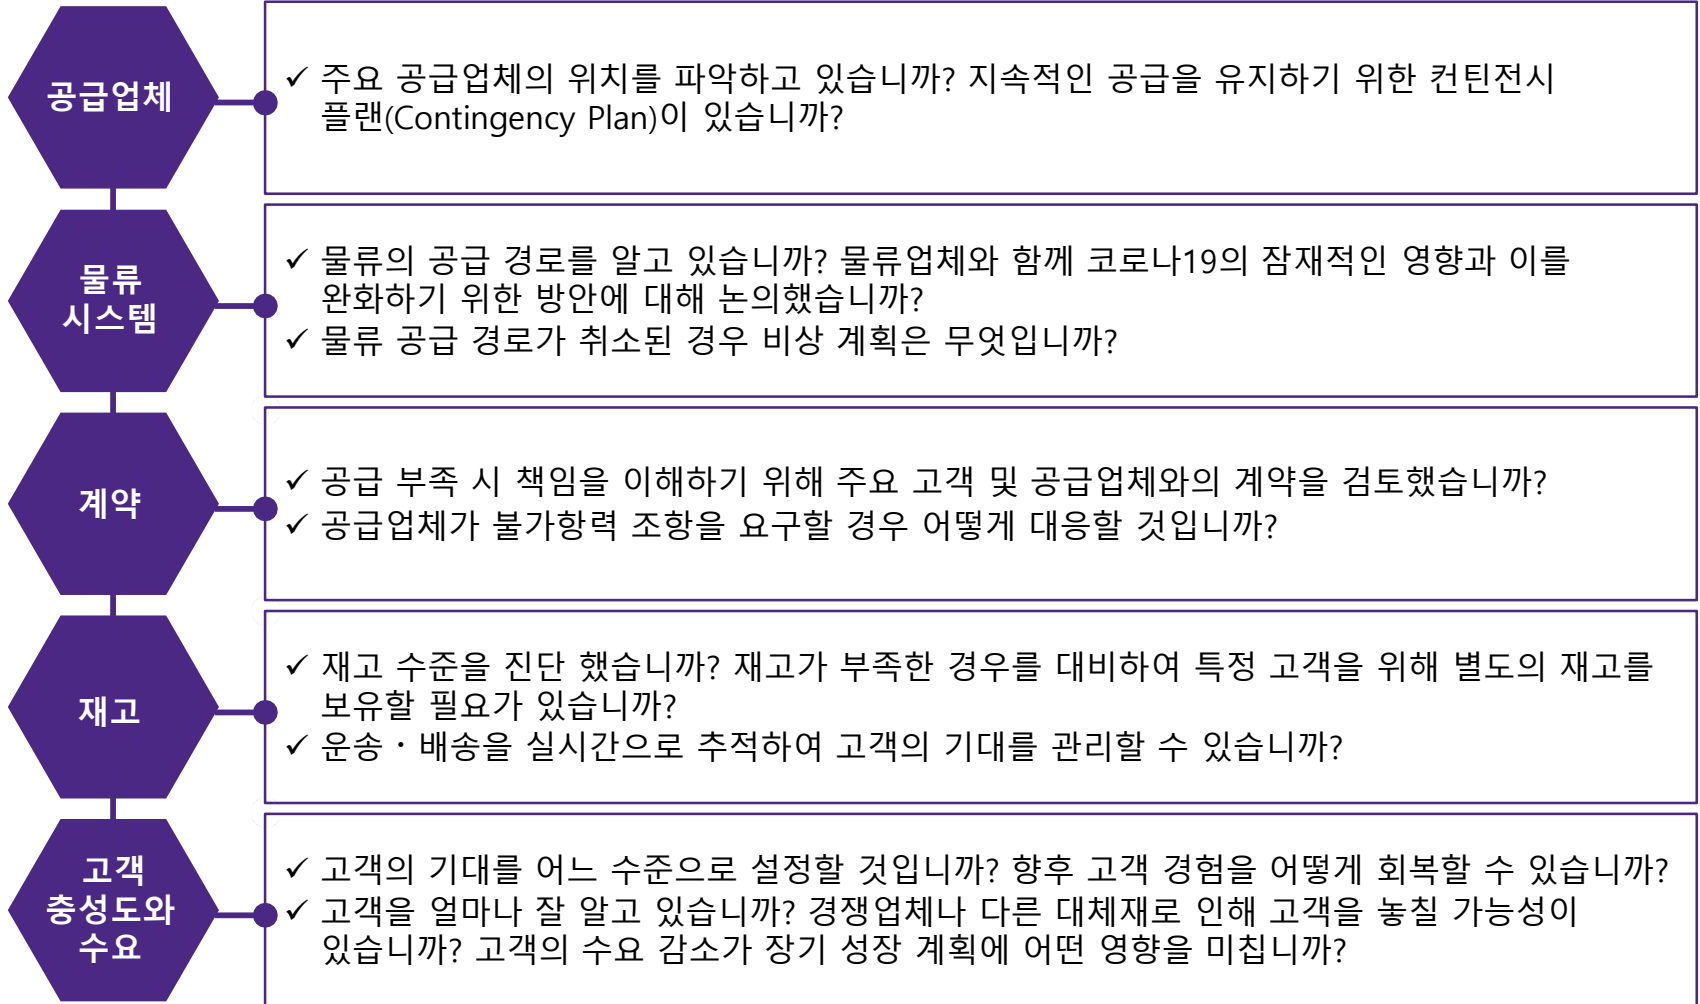 공급업체
✓ 주요 공급업체의 위치를 파악하고 있습니까? 지속적인 공급을 유지하기 위한 컨틴전시
플랜(Contingency Plan)이 있습니까?
물류
시스템
✓ 물류의 공급 경로를 알고 있습니까? 물류업체와 함께 코로나19의 잠재적인 영향과 이를
완화하기 위한 방안에 대해 논의했습니까?
✓ 물류 공급 경로가 취소된 경우 비상 계획은 무엇입니까?
계약
✓ 공급 부족 시 책임을 이해하기 위해 주요 고객 및 공급업체와의 계약을 검토했습니까?
✓ 공급업체가 불가항력 조항을 요구할 경우 어떻게 대응할 것입니까?
재고
✓ 재고 수준을 진단 했습니까? 재고가 부족한 경우를 대비하여 특정 고객을 위해 별도의 재고를
보유할 필요가 있습니까?
✓ 운송・배송을 실시간으로 추적하여 고객의 기대를 관리할 수 있습니까?
고객
충성도와
수요
✓ 고객의 기대를 어느 수준으로 설정할 것입니까? 향후 고객 경험을 어떻게 회복할 수 있습니까?
✓ 고객을 얼마나 잘 알고 있습니까? 경쟁업체나 다른 대체재로 인해 고객을 놓칠 가능성이
있습니까? 고객의 수요 감소가 장기 성장 계획에 어떤 영향을 미칩니까?